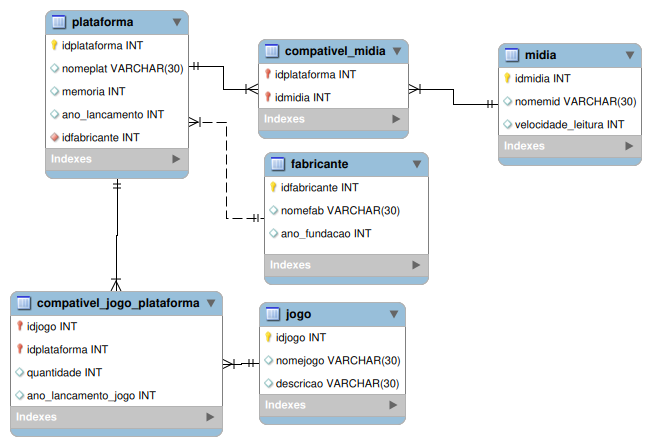 plataforma
idplataforma INT
nomeplat VARCHAR(30)
memoria INT
ano_lancamento INT
idfabricante INT
Indexes
compativel_midia
idplataforma INT
idmidia INT
Indexes
midia
idmidia INT
nomemid VARCHAR(30)
velocidade_leitura INT
Indexes
fabricante
idfabricante INT
nomefab VARCHAR(30)
ano_fundacao INT
Indexes
compativel_jogo_plataforma
idjogo INT
idplataforma INT
quantidade INT
ano_lancamento_jogo INT
Indexes
jogo
idjogo INT
nomejogo VARCHAR(30)
descricao VARCHAR(30)
Indexes